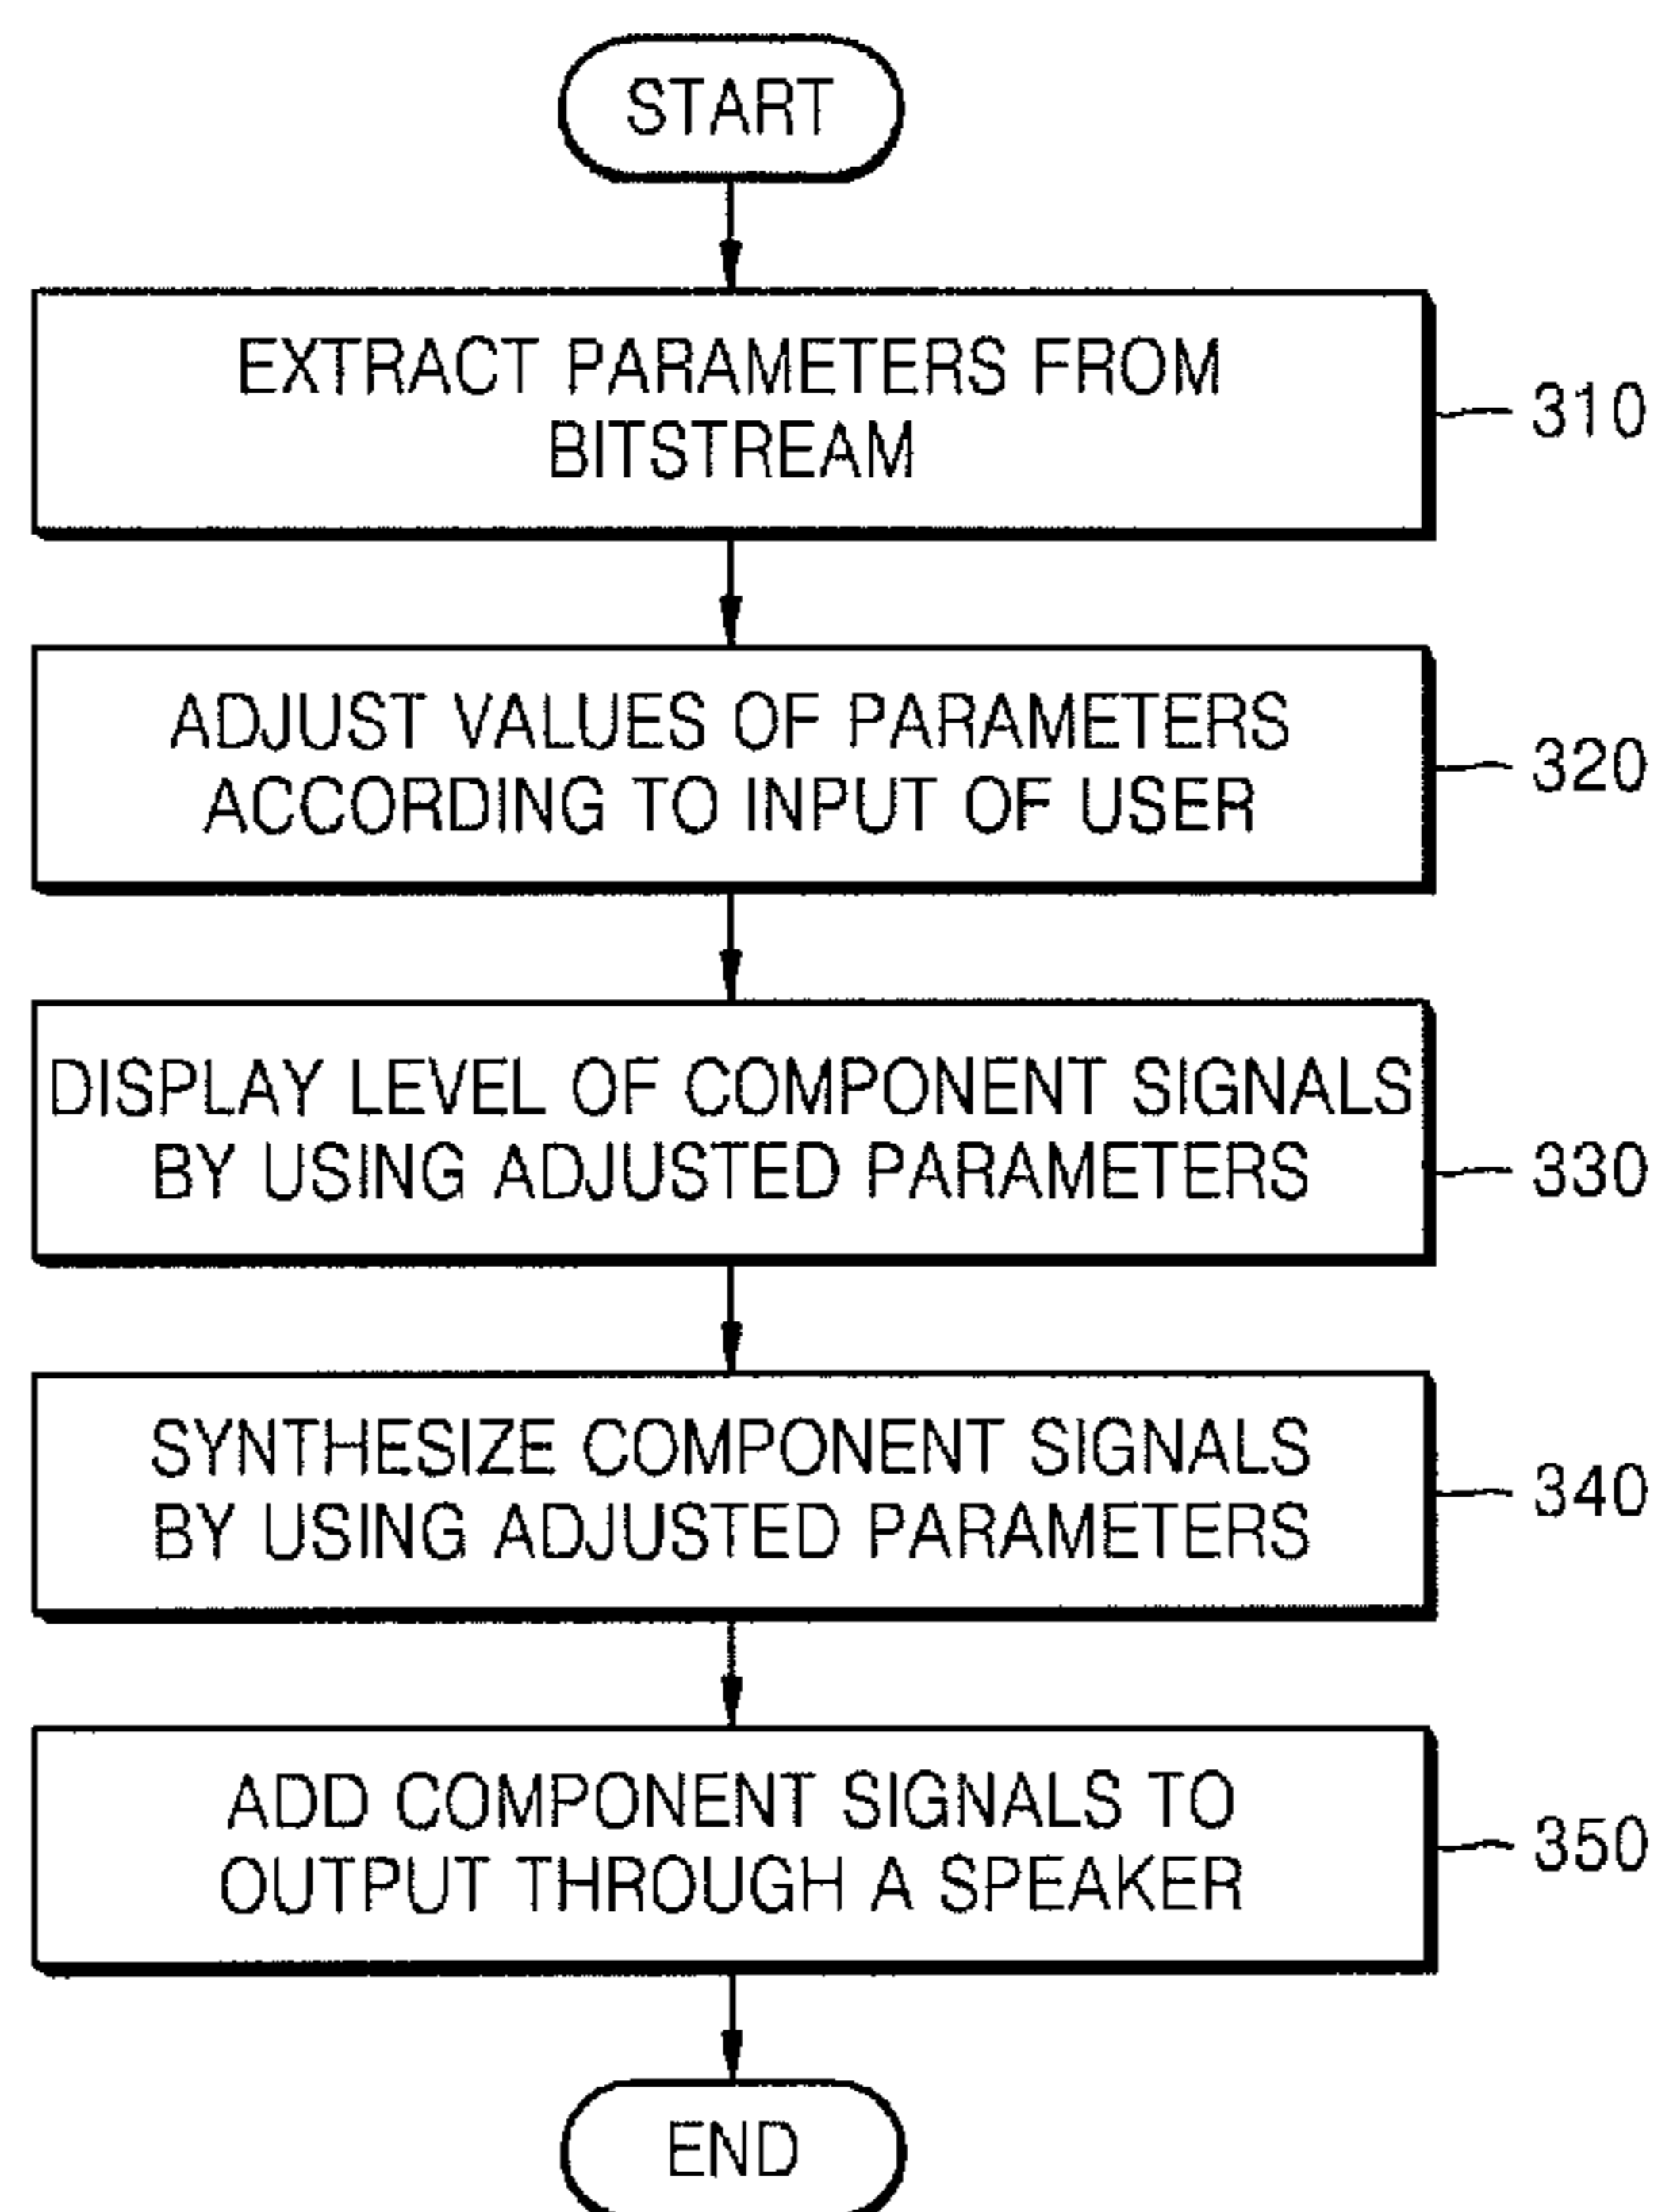 START
EXTRACT PARAMETERS FROM
BITSTREAM
310
ADJUST VALUES OF PARAMETERS
ACCORDING TO INPUT OF USER
320
DISPLAY LEVEL OF COMPONENT SIGNALS
BY USING ADJUSTED PARAMETERS
330
SYNTHESIZE COMPONENT SIGNALS
BY USING ADJUSTED PARAMETERS
340
ADD COMPONENT SIGNALS TO
OUTPUT THROUGH A SPEAKER
350
END